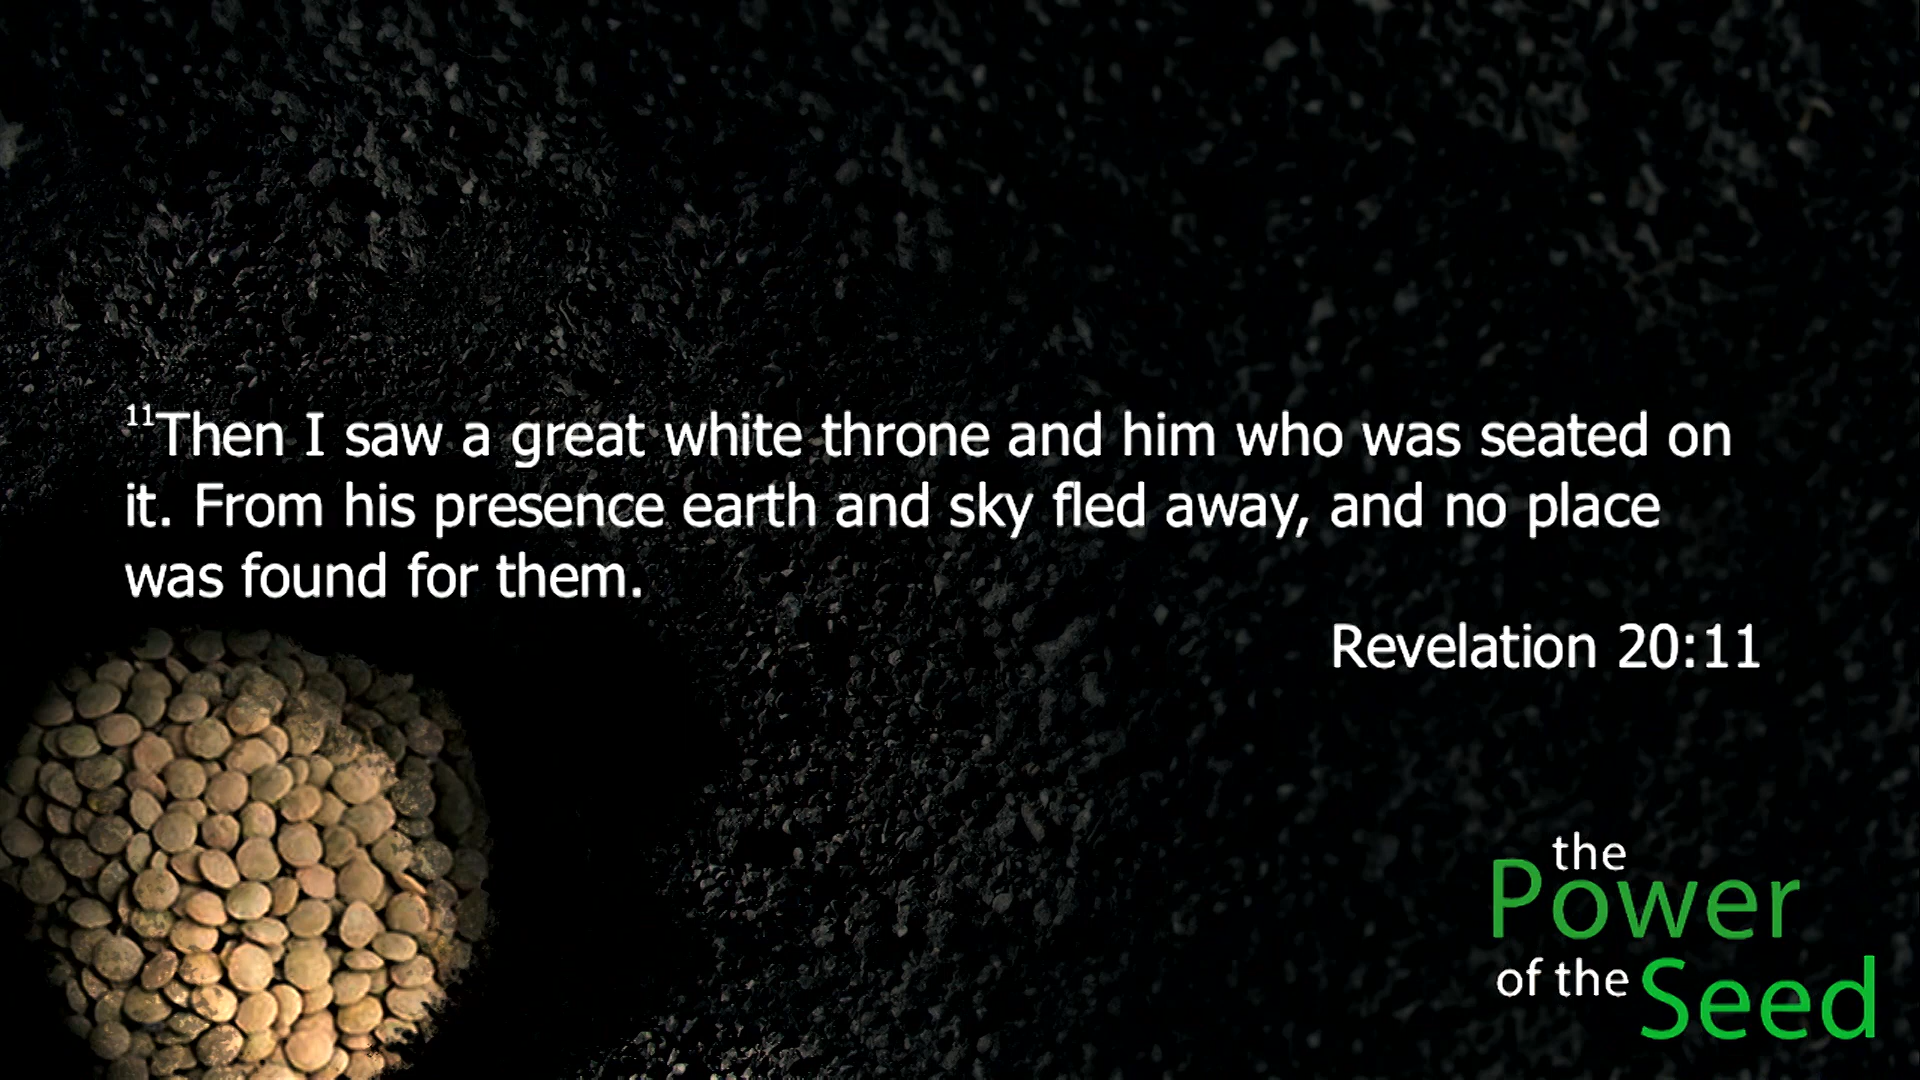 11Then I saw a great white throne and him who was seated on
it. From his presence earth and sky fled away, and no place
was found for them.
Revelation 20:11
the
Power
of the Seed